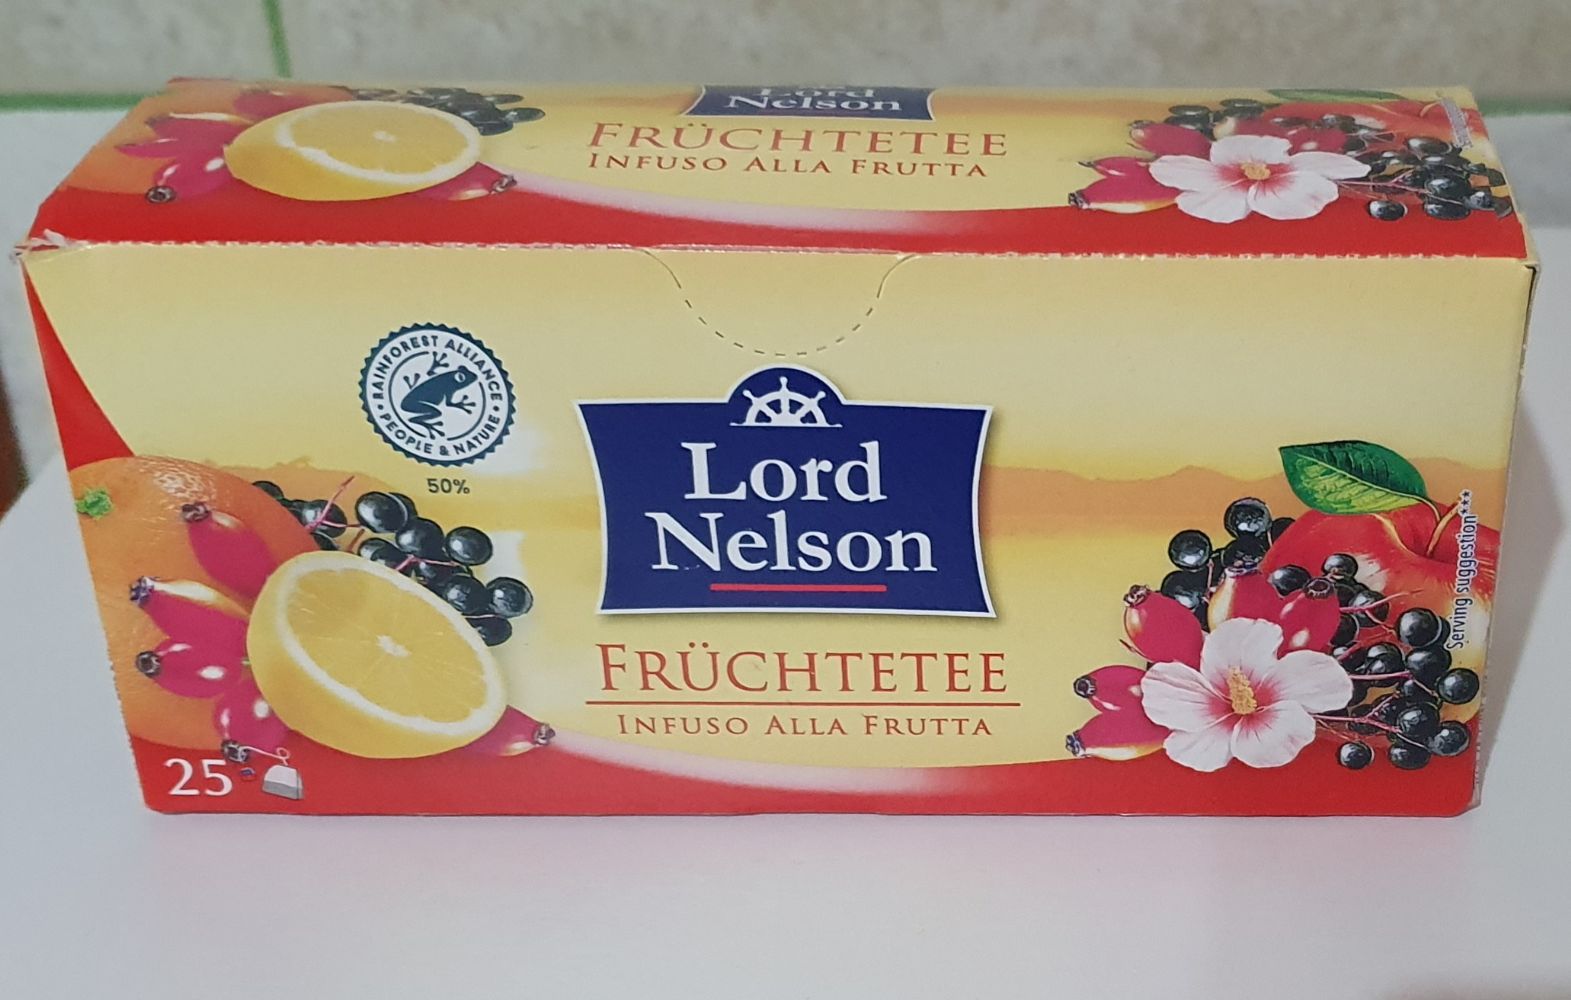 Lord
Nelson
FRÜCHTETEE
INFUSO ALLA FRUTTA
RAINFOREST ALLIANCE
PEOPLE & NATURE
50%
Lord
Nelson
FRÜCHTETEE
INFUSO ALLA FRUTTA
Serving suggestion***
25